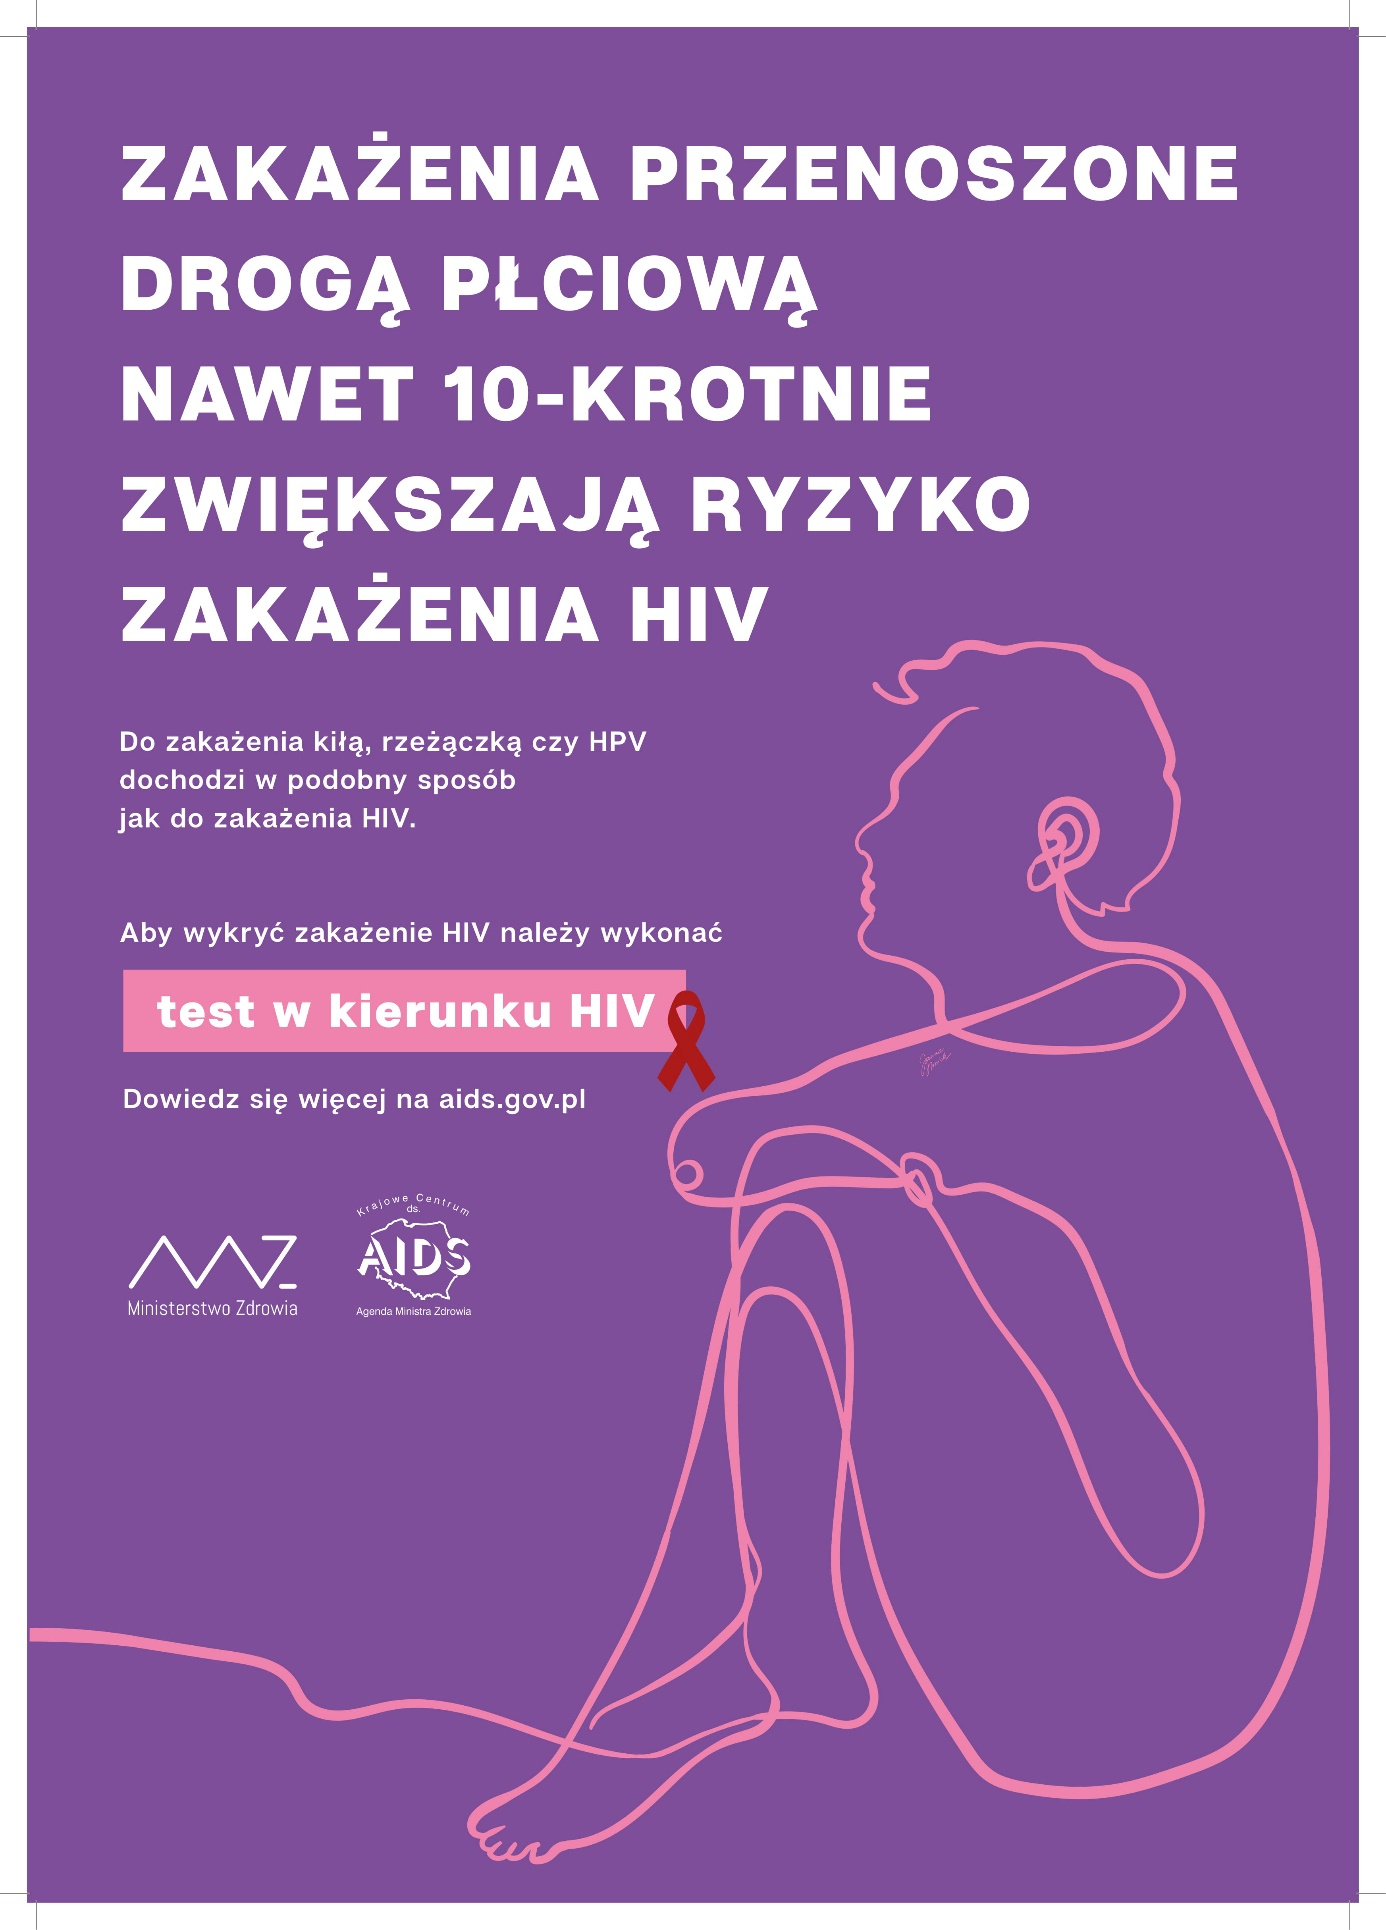 ZAKAŻENIA PRZENOSZONE
DROGĄ PŁCIOWĄ
NAWET 10-KROTNIE
ZWIĘKSZAJĄ RYZYKO
ZAKAŻENIA HIV
Do zakażenia kiłą, rzeżączką czy HPV
dochodzi w podobny sposób
jak do zakażenia HIV.
Aby wykryć zakażenie HIV należy wykonać
test w kierunku HIV
Dowiedz się więcej na aids.gov.pl
MZ
Ministerstwo Zdrowia
Krajowe Centrum
ds.
AIDS
Agenda Ministra Zdrowia